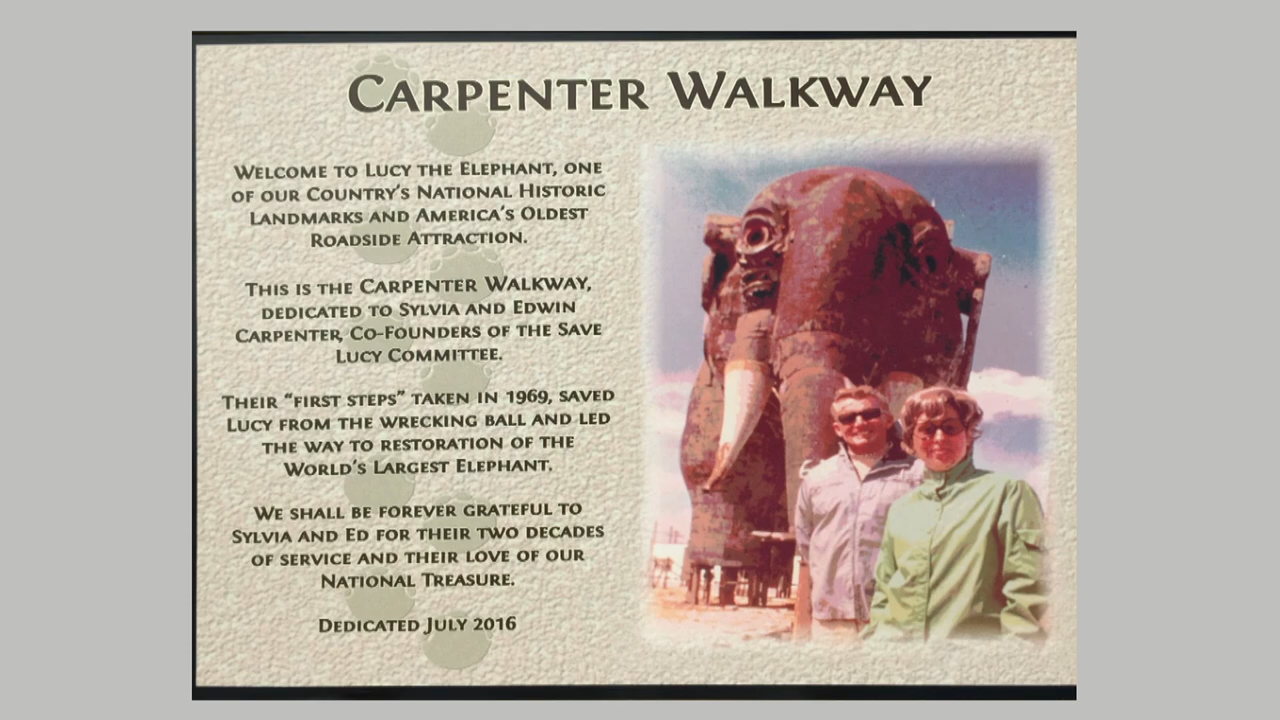 Carpenter Walkway
Welcome to Lucy the Elephant, one
of our Country's National Historic
Landmarks and America's Oldest
Roadside Attraction.
This is the Carpenter Walkway,
dedicated to Sylvia and Edwin
Carpenter, Co-Founders of the Save
Lucy Committee.
Their “first steps” taken in 1969, saved
Lucy from the wrecking ball and led
the way to restoration of the
World's Largest Elephant.
We shall be forever grateful to
Sylvia and Ed for their two decades
of service and their love of our
National Treasure.
Dedicated July 2016